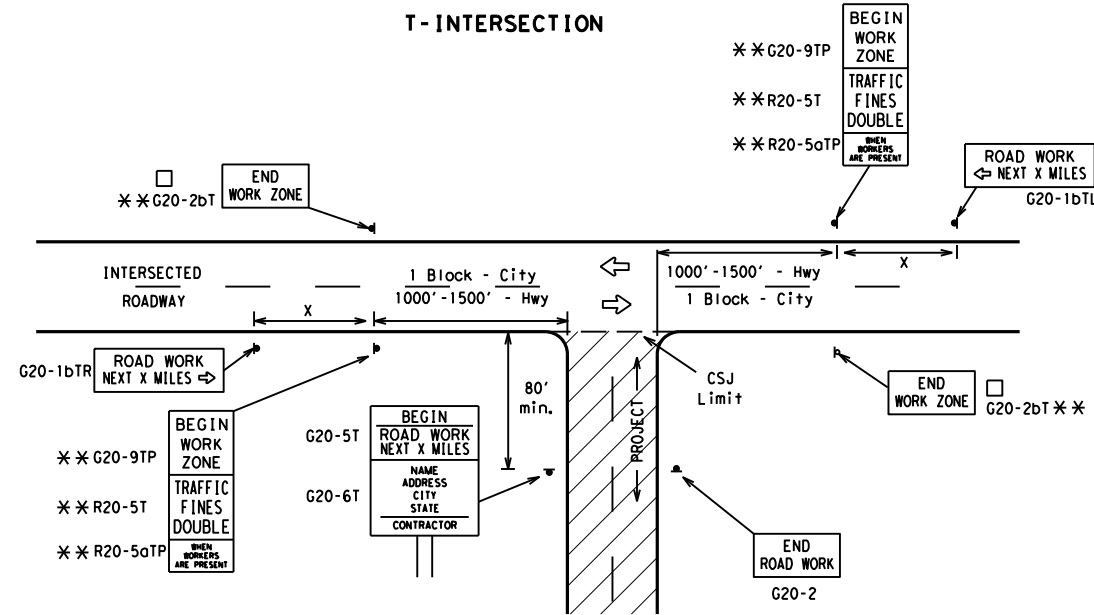 T-INTERSECTION
BEGIN
WORK
ZONE
TRAFFIC
FINES
DOUBLE
WHEN
WORKERS
ARE PRESENT
**G20-9TP
**R20-5T
**R20-5aTP
ROAD WORK
⇦ NEXT X MILES
G20-1bTL
□
**G20-2bT
END
WORK ZONE
INTERSECTED
ROADWAY
X
1 Block - City
1000'-1500' - Hwy
⇦
⇨
1000'-1500' - Hwy
1 Block - City
X
G20-1bTR
ROAD WORK
NEXT X MILES ⇨
80'
min.
CSJ
Limit
PROJECT
END
WORK ZONE
□
G20-2bT **
**G20-9TP
**R20-5T
**R20-5aTP
BEGIN
WORK
ZONE
TRAFFIC
FINES
DOUBLE
WHEN
WORKERS
ARE PRESENT
G20-5T
G20-6T
BEGIN
ROAD WORK
NEXT X MILES
NAME
ADDRESS
CITY
STATE
CONTRACTOR
END
ROAD WORK
G20-2